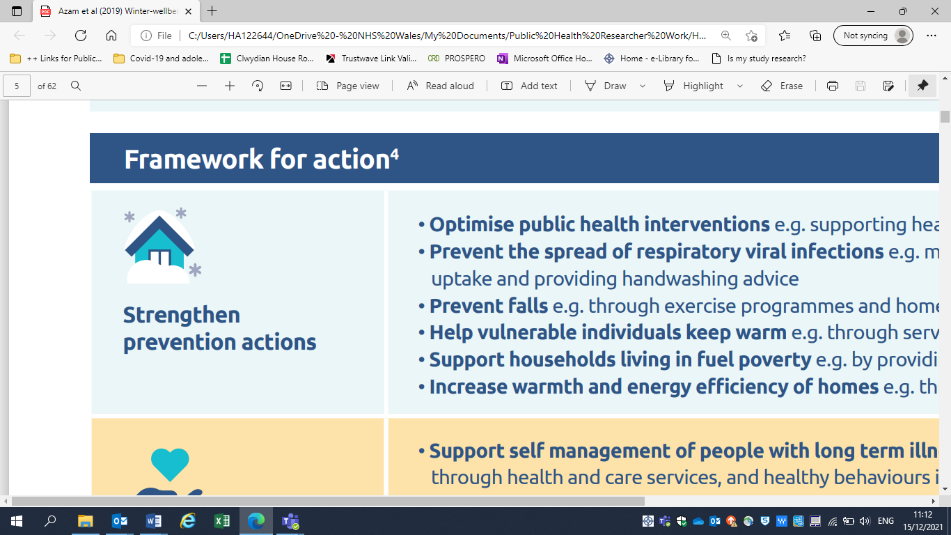 Azam et al (2019) Winter-wellbe
File
C:/Users/HA122644/OneDrive%20-%20NHS%20Wales/My%20Documents/Public%20Health%20Researcher%20Work/H...
Not syncing
++ Links for Public...
Covid-19 and adole...
Clwydian House Ro...
Trustwave Link Vali...
CRD PROSPERO
Microsoft Office Ho...
Home - e-Library fo...
Is my study research?
5 of 62
Page view
Read aloud
Add text
Draw
Highlight
Erase
Framework for action4
Strengthen
prevention actions
• Optimise public health interventions e.g. supporting hea
• Prevent the spread of respiratory viral infections e.g. m
uptake and providing handwashing advice
• Prevent falls e.g. through exercise programmes and home
• Help vulnerable individuals keep warm e.g. through serv
• Support households living in fuel poverty e.g. by providi
• Increase warmth and energy efficiency of homes e.g. th
• Support self management of people with long term illn
through health and care services, and healthy behaviours i
ENG
11:12
15/12/2021